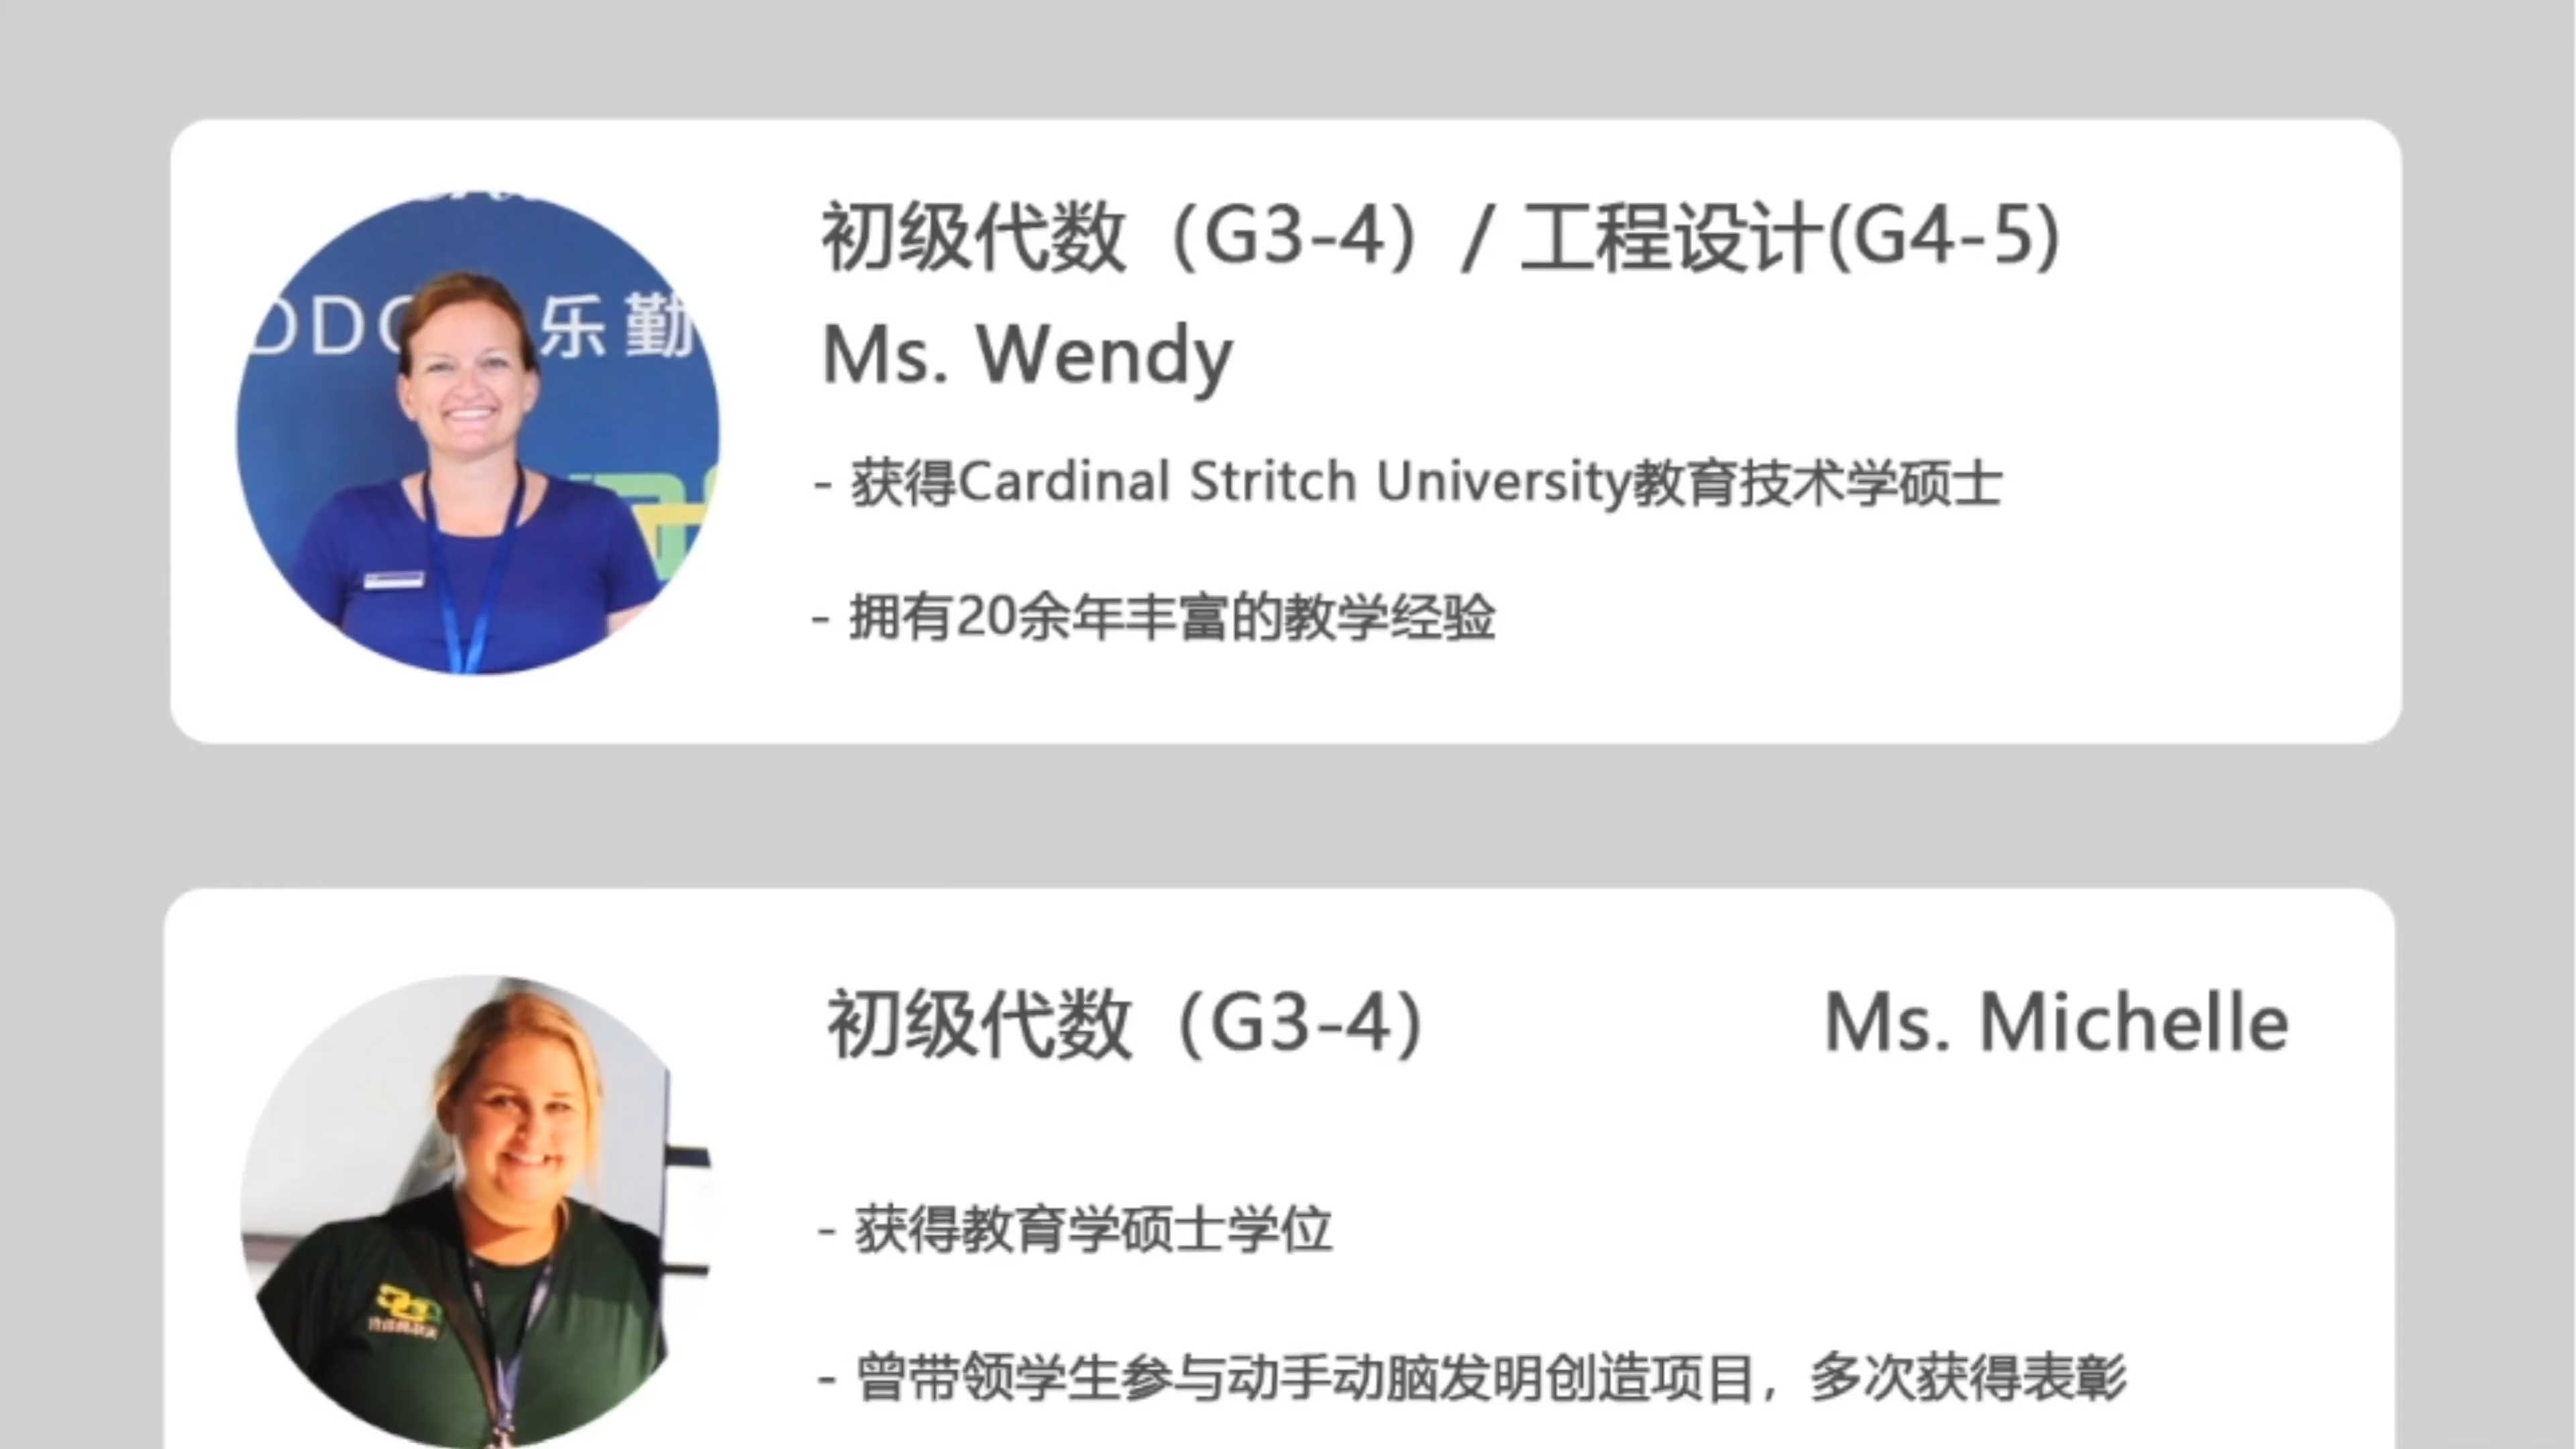 初级代数（G3-4）/ 工程设计(G4-5)
Ms. Wendy
- 获得Cardinal Stritch University教育技术学硕士
- 拥有20余年丰富的教学经验
乐勤
初级代数（G3-4） Ms. Michelle
- 获得教育学硕士学位
- 曾带领学生参与动手动脑发明创造项目，多次获得表彰